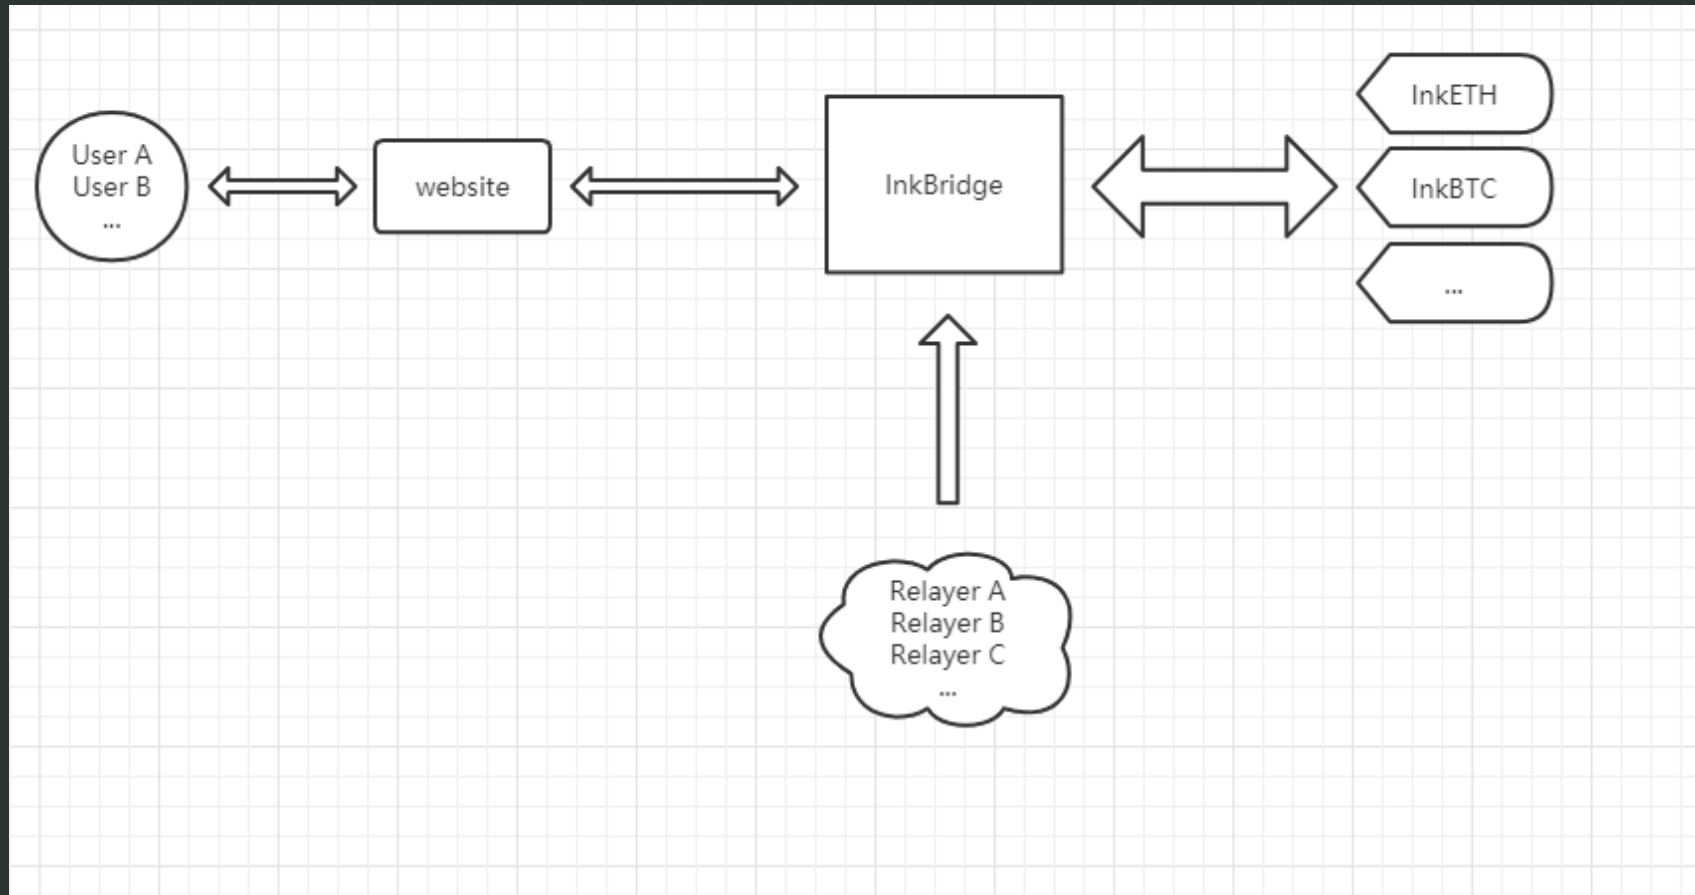 User A
User B
...
website
InkBridge
InkETH
InkBTC
...
Relayer A
Relayer B
Relayer C
...